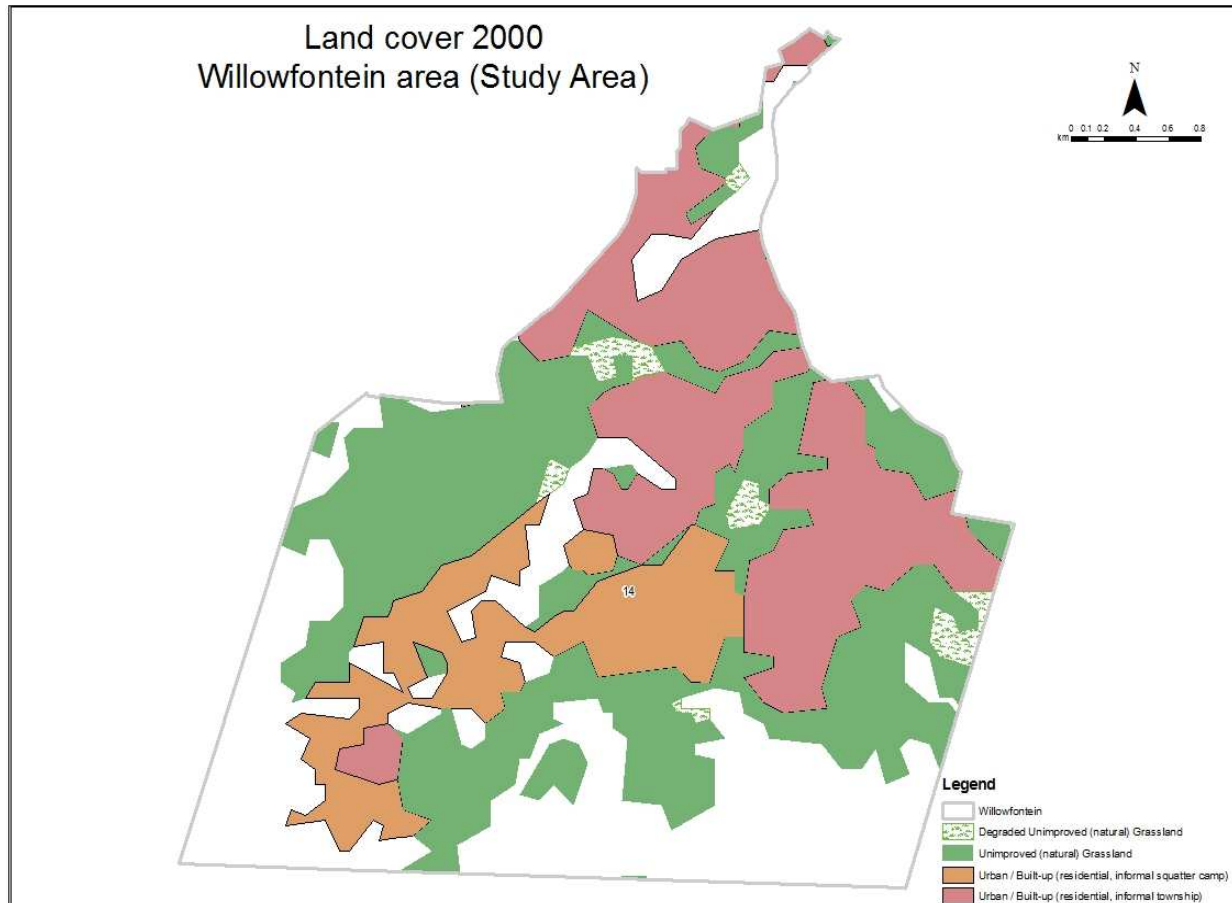 Land cover 2000
Willowfontein area (Study Area)
N
0 0.1 0.2 0.4 0.6 0.8
km
14
Legend
Willowfontein
Degraded Unimproved (natural) Grassland
Unimproved (natural) Grassland
Urban / Built-up (residential, informal squatter camp)
Urban / Built-up (residential, informal township)